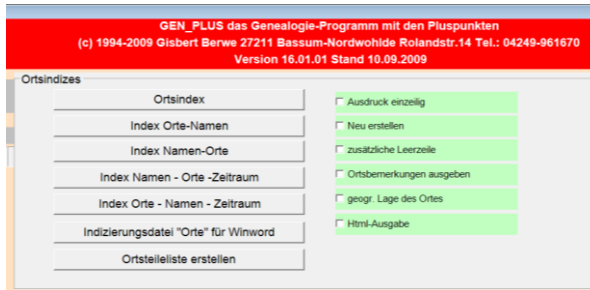 GEN_PLUS das Genealogie-Programm mit den Pluspunkten
(c) 1994-2009 Gisbert Berwe 27211 Bassum-Nordwohlde Rolandstr.14 Tel.: 04249-961670
Version 16.01.01 Stand 10.09.2009
Ortsindizes
Ortsindex
Index Orte-Namen
Index Namen-Orte
Index Namen - Orte -Zeitraum
Index Orte - Namen - Zeitraum
Indizierungsdatei "Orte" für Winword
Ortsteileliste erstellen
Ausdruck einzeilig
Neu erstellen
zusätzliche Leerzeile
Ortsbemerkungen ausgeben
geogr. Lage des Ortes
Html-Ausgabe